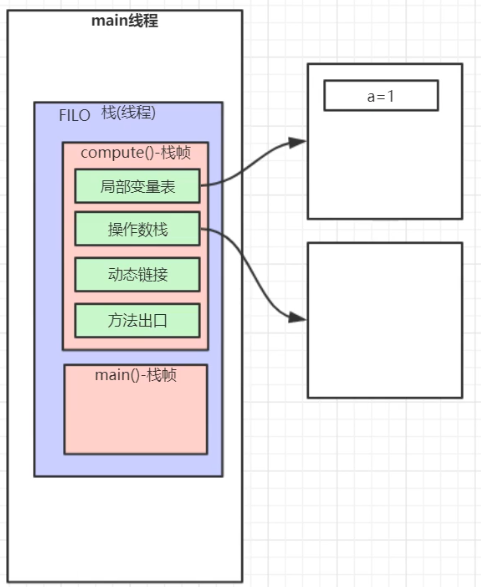 main线程
FILO 栈(线程)
compute()-栈帧
局部变量表
操作数栈
动态链接
方法出口
main()-栈帧
a=1